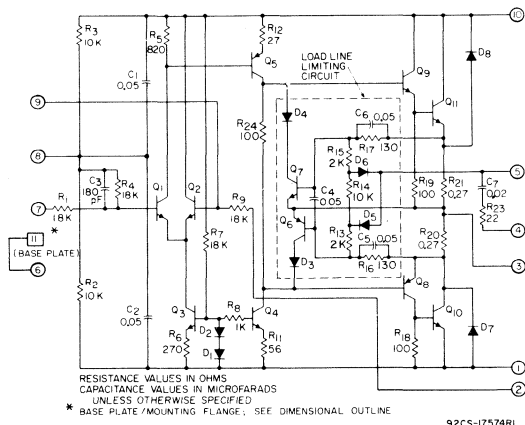 R3
10K
R5
820
R12
27
10
C1
0.05
Q5
LOAD LINE
LIMITING
CIRCUIT
Q9
D8
Q11
9
D4
C6 0.05
R24
100
R15
2K
R17
130
D6
8
5
C3
180
PF
R4
18K
Q1
Q2
Q7
C4
0.05
R14
10K
R19
100
R21
0.27
C7
0.02
R1
18K
7
R9
18K
Q6
D5
R23
22
4
*
11
(BASE PLATE)
6
R7
18K
R13
2K
C5 0.05
R20
0.27
3
R16 130
D3
Q8
R2
10K
C2
0.05
Q3
R8
1K
Q4
Q10
D7
R6
270
D2
D1
R11
56
R18
100
1
2
RESISTANCE VALUES IN OHMS
CAPACITANCE VALUES IN MICROFARADS
UNLESS OTHERWISE SPECIFIED
* BASE PLATE/MOUNTING FLANGE; SEE DIMENSIONAL OUTLINE
92CS-17574R1